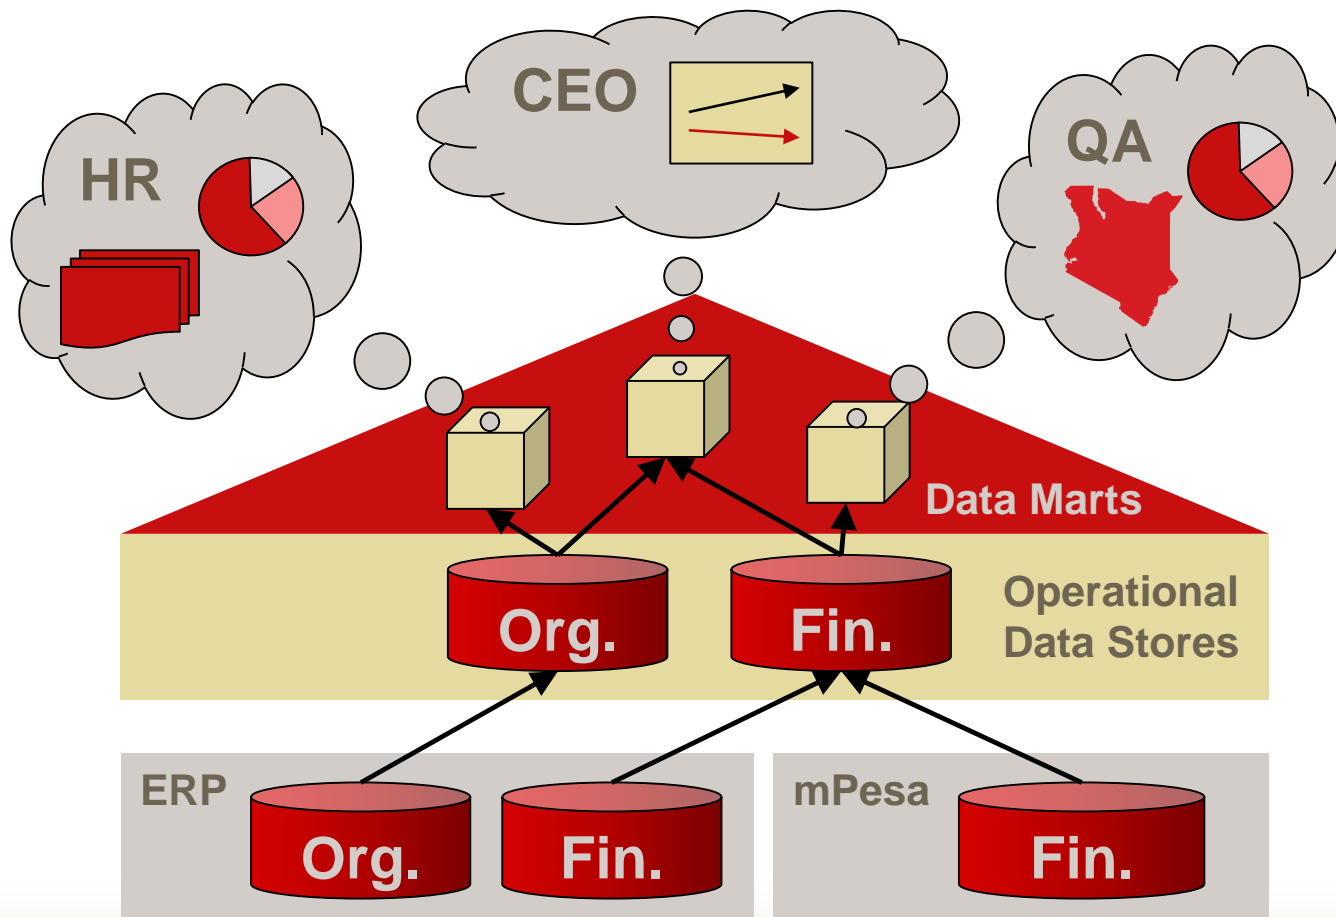 CEO
HR
QA
Data Marts
Operational
Data Stores
Org.
Fin.
ERP
mPesa
Org.
Fin.
Fin.